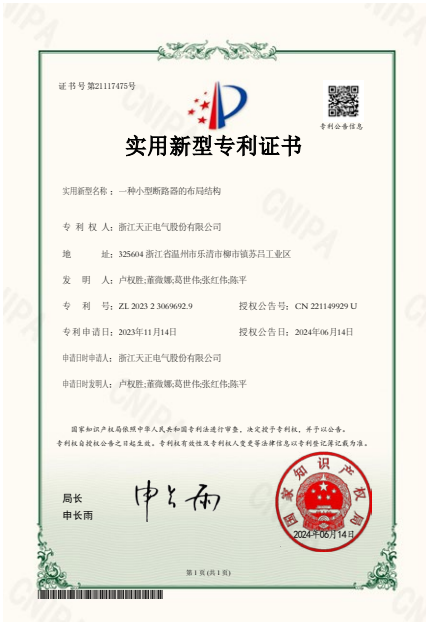 证书号第21117475号
专利公告信息
实用新型专利证书
实用新型名称：一种小型断路器的布局结构
专利权人：浙江天正电气股份有限公司
地址：325604 浙江省温州市乐清市柳市镇苏吕工业区
发明人：卢权胜;董微娜;葛世伟;张红伟;陈平
专利号：ZL 2023 2 3069692.9 授权公告号：CN 221149929 U
专利申请日：2023年11月14日 授权公告日：2024年06月14日
申请日时申请人：浙江天正电气股份有限公司
申请日时发明人：卢权胜;董微娜;葛世伟;张红伟;陈平
国家知识产权局依照中华人民共和国专利法进行审查，决定授予专利权，并予以公告。
专利权自授权公告之日起生效。专利权有效性及专利权人变更等法律信息以专利登记簿记载为准。
局长
申长雨
申长雨
国家知识产权局
2024年06月14日
第 1 页 (共 1 页)
CNIPA